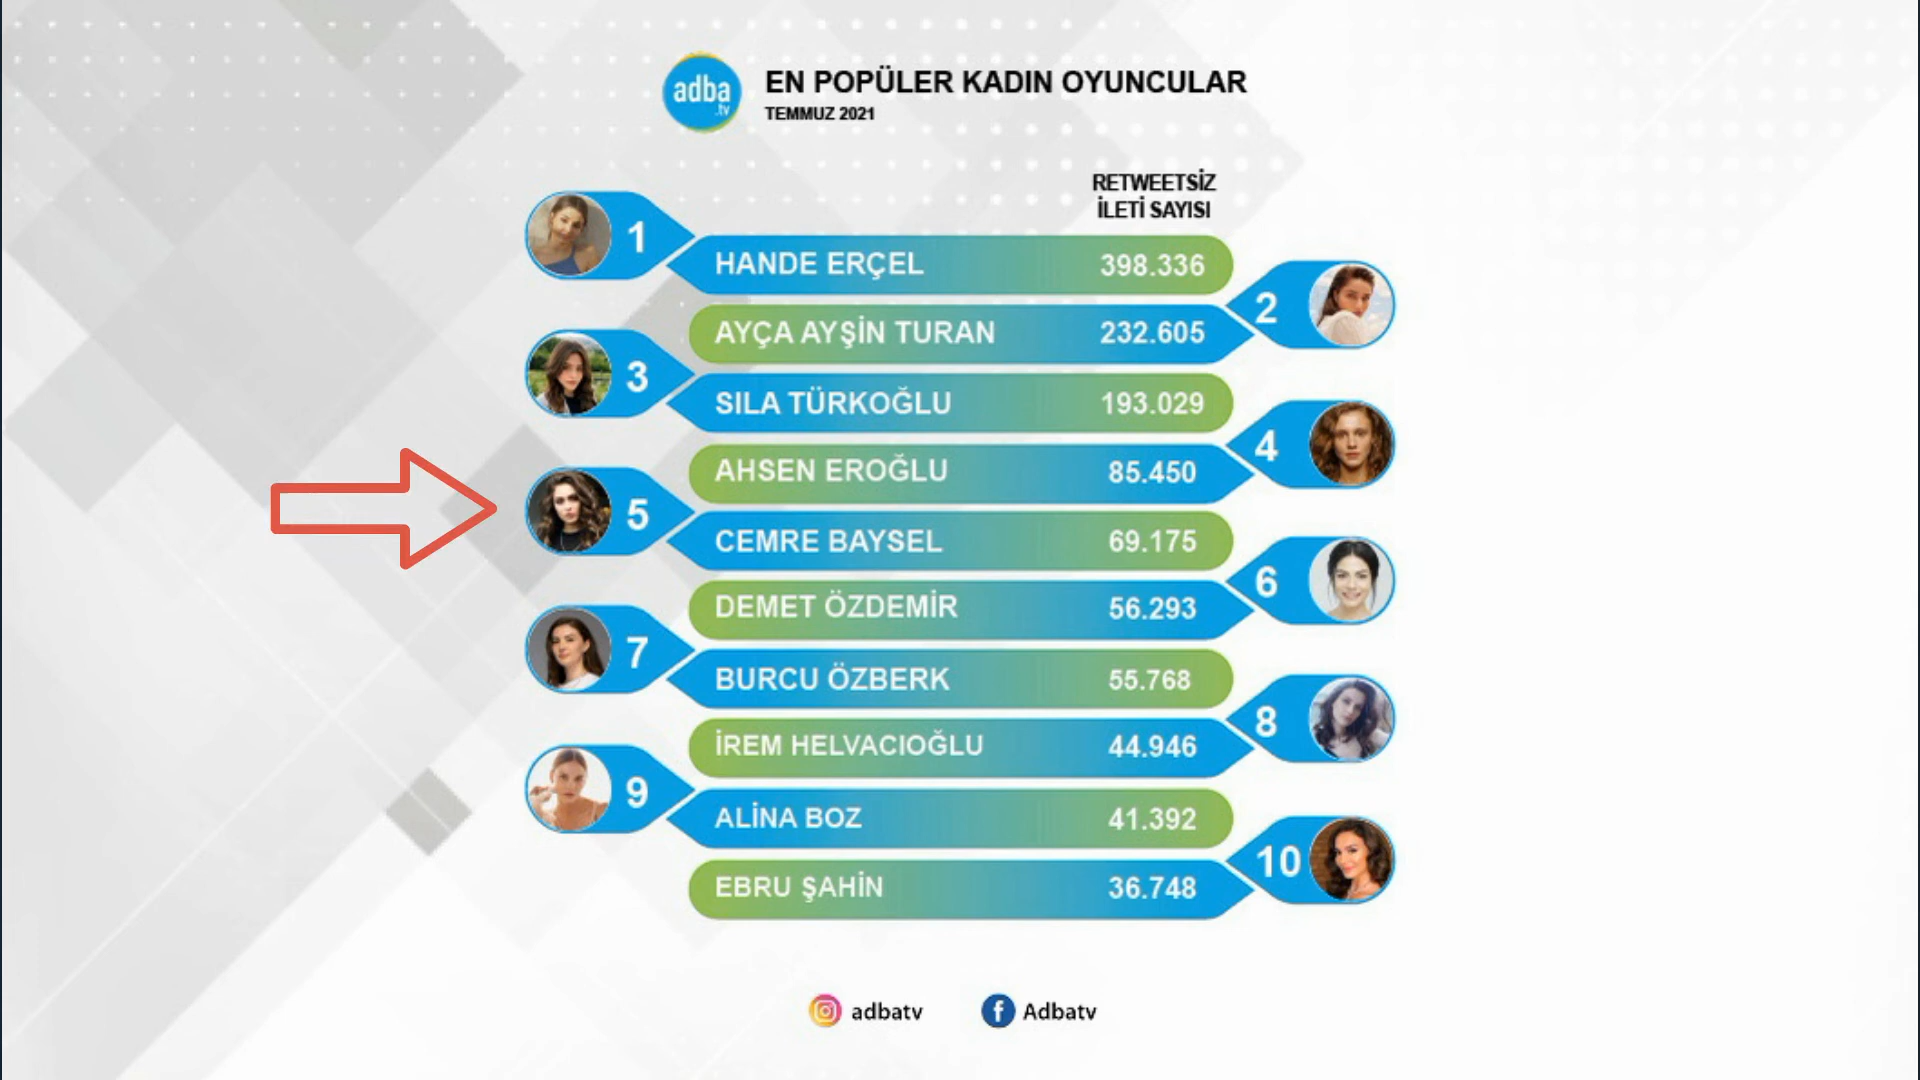 adba
.tv
EN POPÜLER KADIN OYUNCULAR
TEMMUZ 2021
RETWEETSİZ
İLETİ SAYISI
1
HANDE ERÇEL 398.336
2
AYÇA AYŞİN TURAN 232.605
3
SILA TÜRKOĞLU 193.029
4
AHSEN EROĞLU 85.450
5
CEMRE BAYSEL 69.175
6
DEMET ÖZDEMİR 56.293
7
BURCU ÖZBERK 55.768
8
İREM HELVACIOĞLU 44.946
9
ALİNA BOZ 41.392
10
EBRU ŞAHİN 36.748
adbatv Adbatv